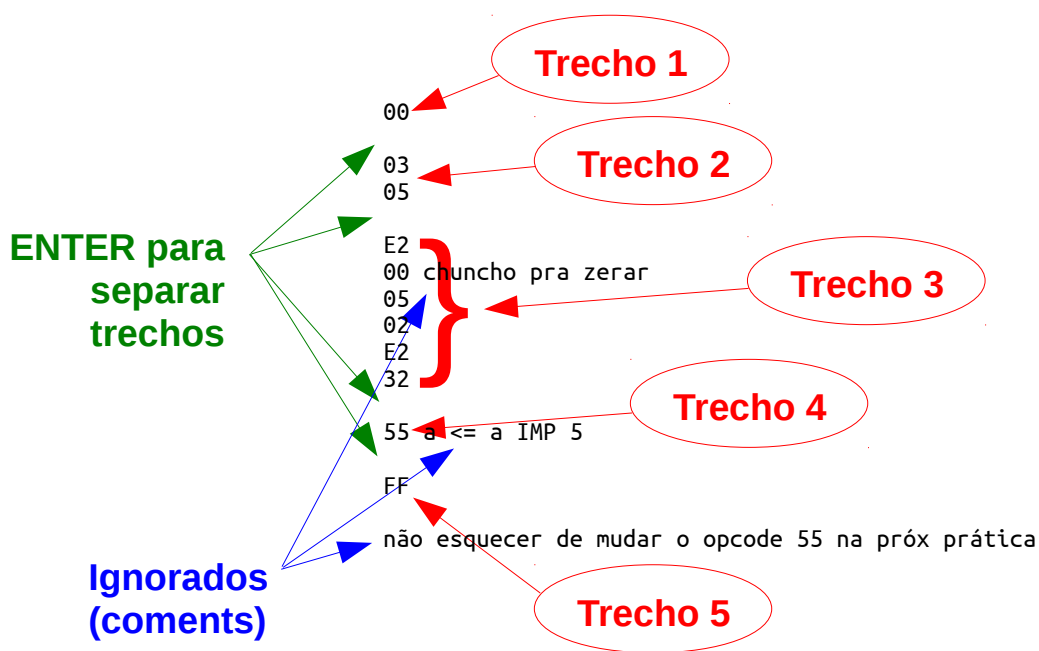 Trecho 1
00
Trecho 2
03
05
ENTER para
separar
trechos
E2
00 chuncho pra zerar
05
02
E2
32
}
Trecho 3
Trecho 4
55 a <= a IMP 5
FF
não esquecer de mudar o opcode 55 na próx prática
Ignorados
(coments)
Trecho 5